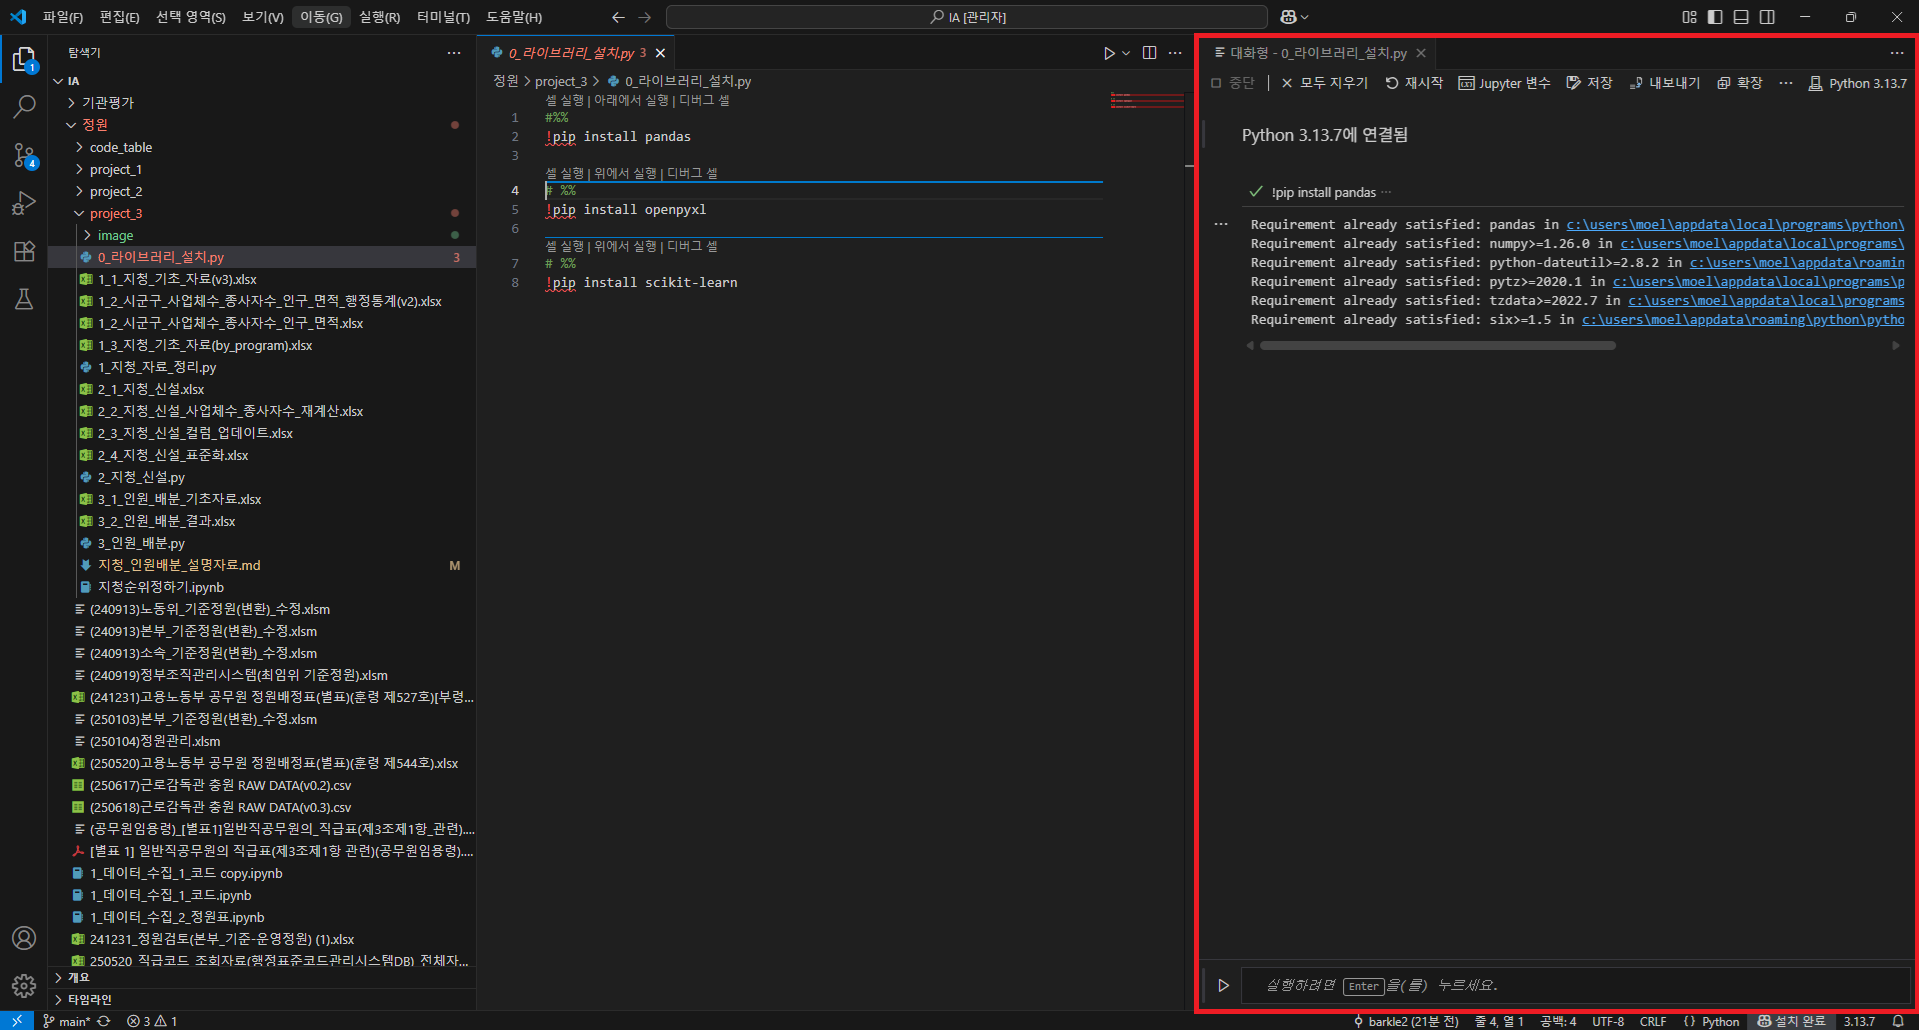 파일(F) 편집(E) 선택 영역(S) 보기(V) 이동(G) 실행(R) 터미널(T) 도움말(H)
IA [관리자]
탐색기
IA
기관평가
정원
code_table
project_1
project_2
project_3
image
0_라이브러리_설치.py 3
1_1_지청_기초_자료(v3).xlsx
1_2_시군구_사업체수_종사자수_인구_면적_행정통계(v2).xlsx
1_2_시군구_사업체수_종사자수_인구_면적.xlsx
1_3_지청_기초_자료(by_program).xlsx
1_지청_자료_정리.py
2_1_지청_신설.xlsx
2_2_지청_신설_사업체수_종사자수_재계산.xlsx
2_3_지청_신설_컬럼_업데이트.xlsx
2_4_지청_신설_표준화.xlsx
2_지청_신설.py
3_1_인원_배분_기초자료.xlsx
3_2_인원_배분_결과.xlsx
3_인원_배분.py
지청_인원배분_설명자료.md M
지청순위정하기.ipynb
(240913)노동위_기준정원(변환)_수정.xlsm
(240913)본부_기준정원(변환)_수정.xlsm
(240913)소속_기준정원(변환)_수정.xlsm
(240919)정부조직관리시스템(최임위 기준정원).xlsm
(241231)고용노동부 공무원 정원배정표(별표)(훈령 제527호)[부령...
(250103)본부_기준정원(변환)_수정.xlsm
(250104)정원관리.xlsm
(250520)고용노동부 공무원 정원배정표(별표)(훈령 제544호).xlsx
(250617)근로감독관 충원 RAW DATA(v0.2).csv
(250618)근로감독관 충원 RAW DATA(v0.3).csv
(공무원임용령)_[별표1]일반직공무원의_직급표(제3조제1항_관련)....
[별표 1] 일반직공무원의 직급표(제3조제1항 관련)(공무원임용령)....
1_데이터_수집_1_코드 copy.ipynb
1_데이터_수집_1_코드.ipynb
1_데이터_수집_2_정원표.ipynb
241231_정원검토(본부_기준-운영정원) (1).xlsx
250520_직급코드_조회자료(행정표준코드관리시스템DB)_전체자...
개요
타임라인
1
4
0_라이브러리_설치.py 3
정원 > project_3 > 0_라이브러리_설치.py
셀 실행 | 아래에서 실행 | 디버그 셀
1 #%%
2 !pip install pandas
3
셀 실행 | 위에서 실행 | 디버그 셀
4 # %%
5 !pip install openpyxl
6
셀 실행 | 위에서 실행 | 디버그 셀
7 # %%
8 !pip install scikit-learn
대화형 - 0_라이브러리_설치.py
중단 | 모두 지우기 재시작 Jupyter 변수 저장 내보내기 확장 ... Python 3.13.7
Python 3.13.7에 연결됨
!pip install pandas ...
Requirement already satisfied: pandas in c:\users\moel\appdata\local\programs\python\
Requirement already satisfied: numpy>=1.26.0 in c:\users\moel\appdata\local\programs\
Requirement already satisfied: python-dateutil>=2.8.2 in c:\users\moel\appdata\roamin
Requirement already satisfied: pytz>=2020.1 in c:\users\moel\appdata\local\programs\p
Requirement already satisfied: tzdata>=2022.7 in c:\users\moel\appdata\local\programs
Requirement already satisfied: six>=1.5 in c:\users\moel\appdata\roaming\python\pytho
실행하려면 Enter 을(를) 누르세요.
main* 3 1
barkle2 (21분 전) 줄 4, 열 1 공백: 4 UTF-8 CRLF {} Python 설치 완료 3.13.7